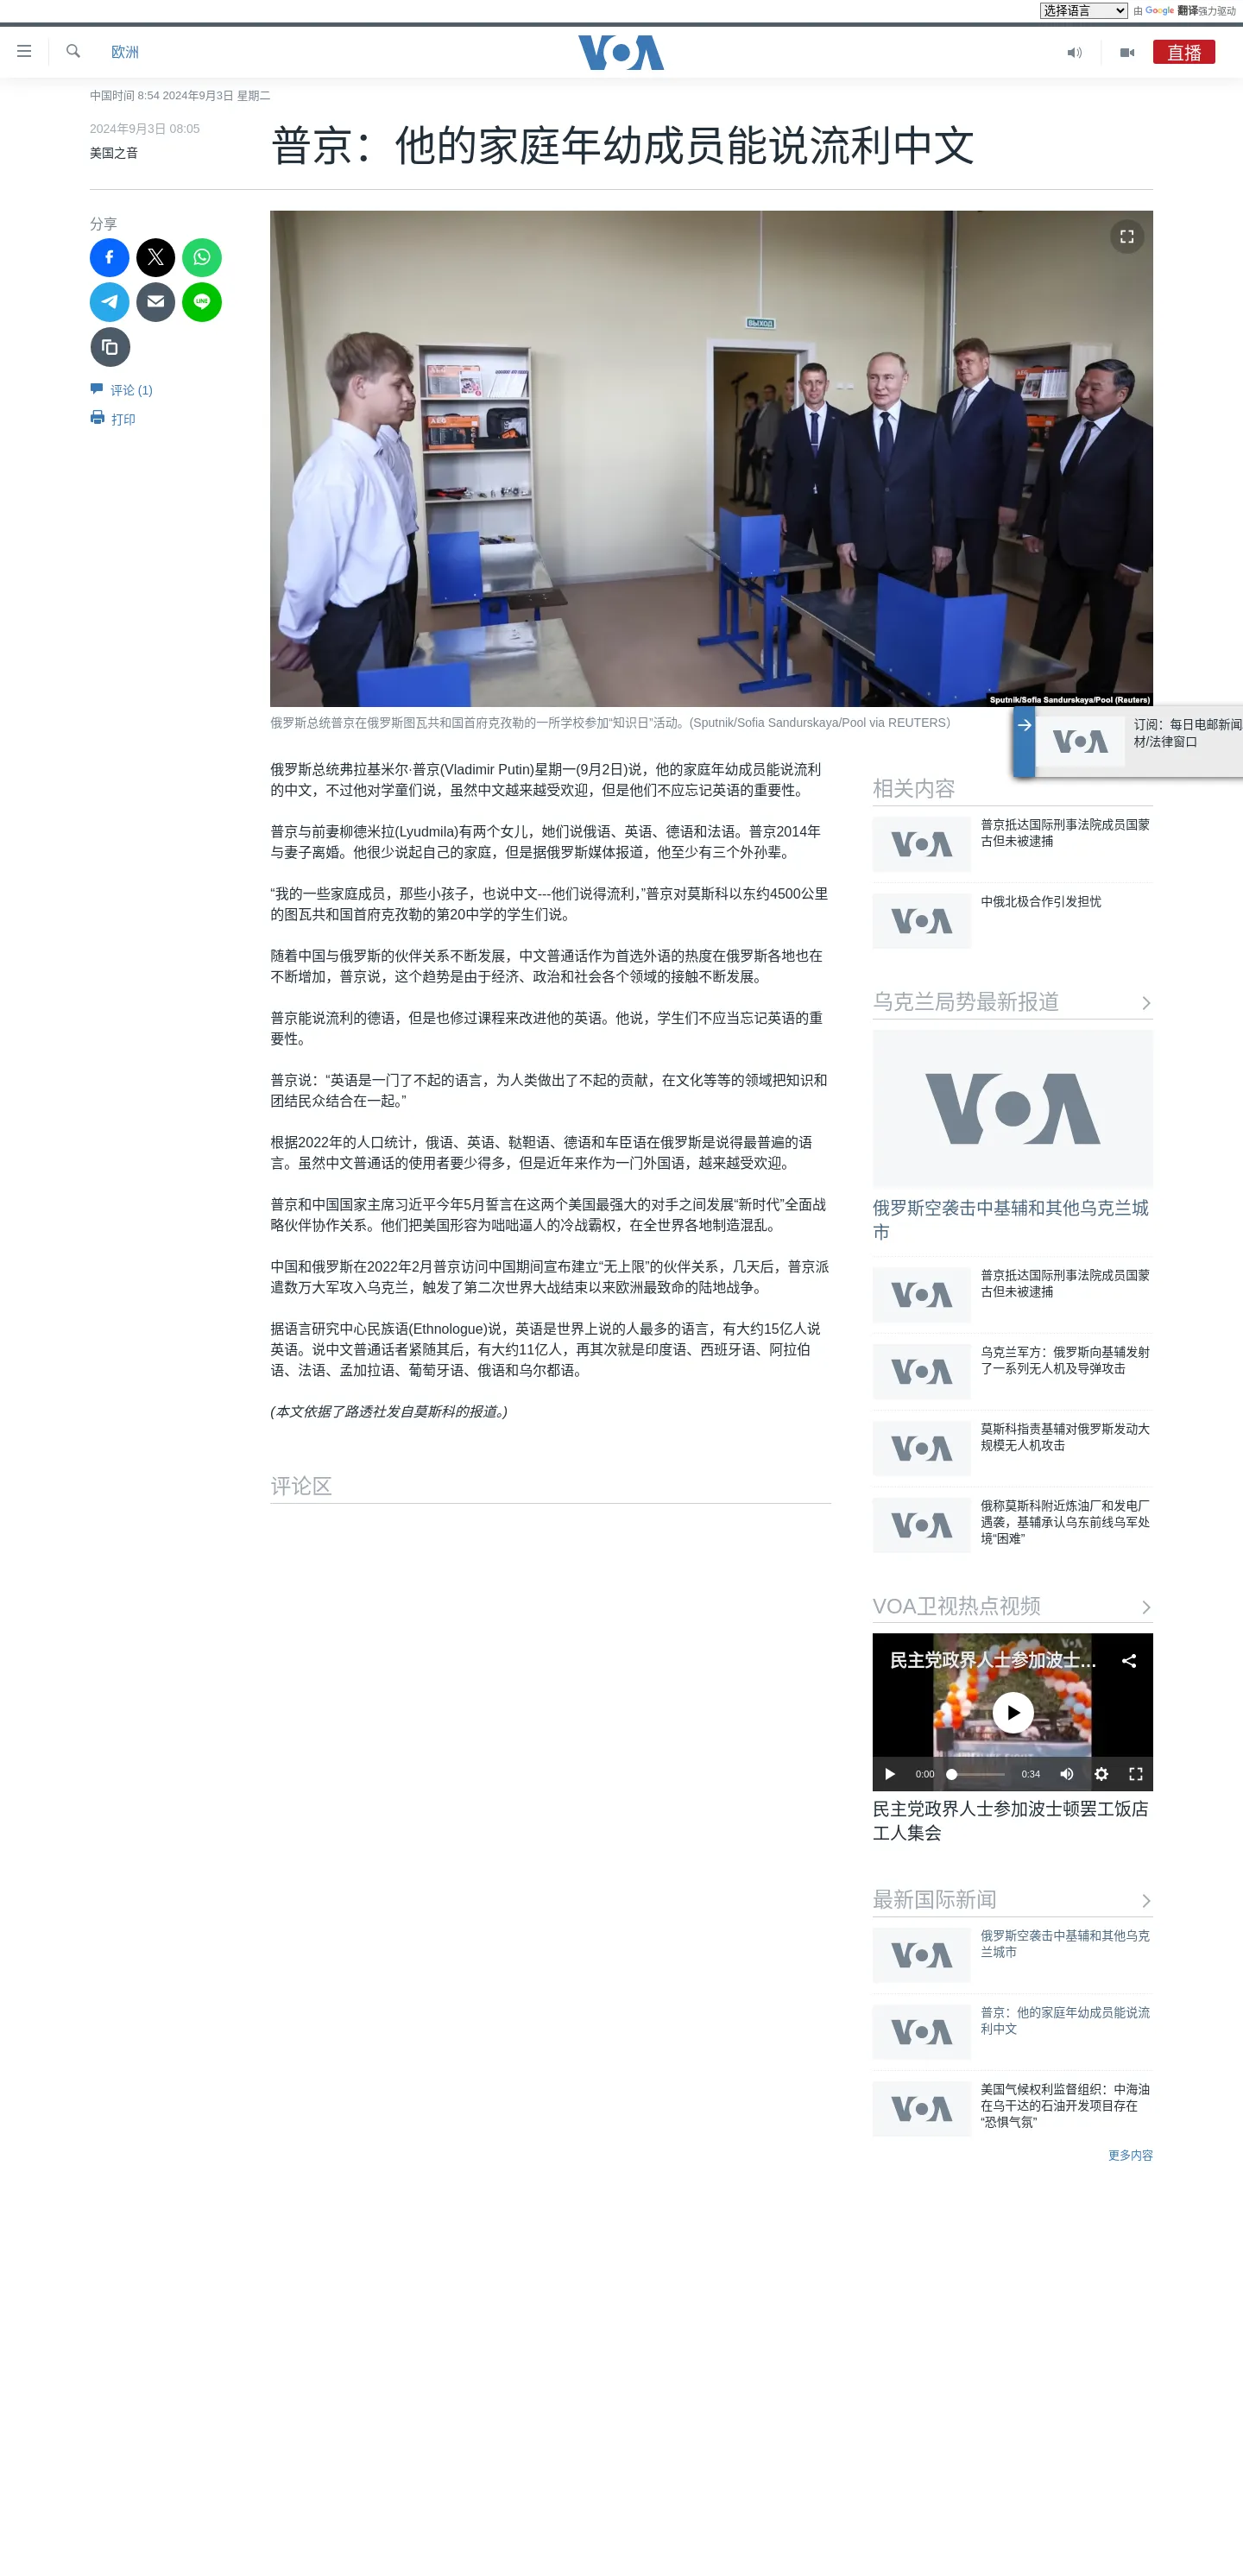 选择语言
由 Google 翻译强力驱动
欧洲
VOA
直播
中国时间 8:54 2024年9月3日 星期二
2024年9月3日 08:05
美国之音
普京：他的家庭年幼成员能说流利中文
分享
LINE
评论 (1)
打印
ВЫХОД
AEG
Sputnik/Sofia Sandurskaya/Pool (Reuters)
俄罗斯总统普京在俄罗斯图瓦共和国首府克孜勒的一所学校参加“知识日”活动。(Sputnik/Sofia Sandurskaya/Pool via REUTERS）
VOA
订阅：每日电邮新闻
材/法律窗口
俄罗斯总统弗拉基米尔·普京(Vladimir Putin)星期一(9月2日)说，他的家庭年幼成员能说流利
的中文，不过他对学童们说，虽然中文越来越受欢迎，但是他们不应忘记英语的重要性。
普京与前妻柳德米拉(Lyudmila)有两个女儿，她们说俄语、英语、德语和法语。普京2014年
与妻子离婚。他很少说起自己的家庭，但是据俄罗斯媒体报道，他至少有三个外孙辈。
“我的一些家庭成员，那些小孩子，也说中文---他们说得流利，”普京对莫斯科以东约4500公里
的图瓦共和国首府克孜勒的第20中学的学生们说。
随着中国与俄罗斯的伙伴关系不断发展，中文普通话作为首选外语的热度在俄罗斯各地也在
不断增加，普京说，这个趋势是由于经济、政治和社会各个领域的接触不断发展。
普京能说流利的德语，但是也修过课程来改进他的英语。他说，学生们不应当忘记英语的重
要性。
普京说：“英语是一门了不起的语言，为人类做出了不起的贡献，在文化等等的领域把知识和
团结民众结合在一起。”
根据2022年的人口统计，俄语、英语、鞑靼语、德语和车臣语在俄罗斯是说得最普遍的语
言。虽然中文普通话的使用者要少得多，但是近年来作为一门外国语，越来越受欢迎。
普京和中国国家主席习近平今年5月誓言在这两个美国最强大的对手之间发展“新时代”全面战
略伙伴协作关系。他们把美国形容为咄咄逼人的冷战霸权，在全世界各地制造混乱。
中国和俄罗斯在2022年2月普京访问中国期间宣布建立“无上限”的伙伴关系，几天后，普京派
遣数万大军攻入乌克兰，触发了第二次世界大战结束以来欧洲最致命的陆地战争。
据语言研究中心民族语(Ethnologue)说，英语是世界上说的人最多的语言，有大约15亿人说
英语。说中文普通话者紧随其后，有大约11亿人，再其次就是印度语、西班牙语、阿拉伯
语、法语、孟加拉语、葡萄牙语、俄语和乌尔都语。
(本文依据了路透社发自莫斯科的报道。)
评论区
相关内容
VOA
普京抵达国际刑事法院成员国蒙
古但未被逮捕
VOA
中俄北极合作引发担忧
乌克兰局势最新报道
VOA
俄罗斯空袭击中基辅和其他乌克兰城
市
VOA
普京抵达国际刑事法院成员国蒙
古但未被逮捕
VOA
乌克兰军方：俄罗斯向基辅发射
了一系列无人机及导弹攻击
VOA
莫斯科指责基辅对俄罗斯发动大
规模无人机攻击
VOA
俄称莫斯科附近炼油厂和发电厂
遇袭，基辅承认乌东前线乌军处
境“困难”
VOA卫视热点视频
民主党政界人士参加波士...
VOA
0:00
0:34
民主党政界人士参加波士顿罢工饭店
工人集会
最新国际新闻
VOA
俄罗斯空袭击中基辅和其他乌克
兰城市
VOA
普京：他的家庭年幼成员能说流
利中文
VOA
美国气候权利监督组织：中海油
在乌干达的石油开发项目存在
“恐惧气氛”
更多内容